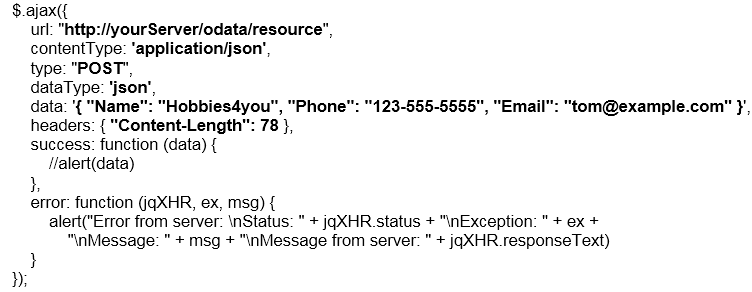 $.ajax({
url: "http://yourServer/odata/resource",
contentType: 'application/json',
type: "POST",
dataType: 'json',
data: '{ "Name": "Hobbies4you", "Phone": "123-555-5555", "Email": "tom@example.com" }',
headers: { "Content-Length": 78 },
success: function (data) {
//alert(data)
},
error: function (jqXHR, ex, msg) {
alert("Error from server: \nStatus: " + jqXHR.status + "\nException: " + ex +
"\nMessage: " + msg + "\nMessage from server: " + jqXHR.responseText)
}
});